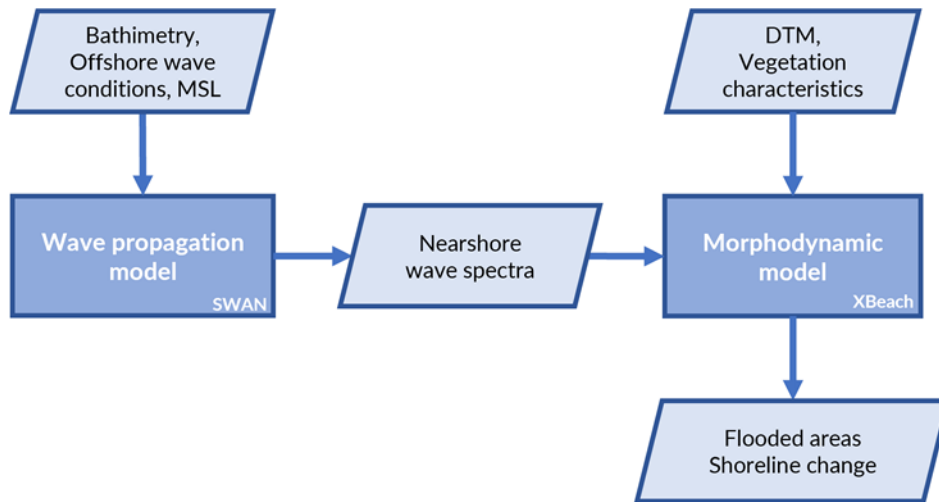 Bathimetry,
Offshore wave
conditions, MSL
DTM,
Vegetation
characteristics
Wave propagation
model
SWAN
Nearshore
wave spectra
Morphodynamic
model
XBeach
Flooded areas
Shoreline change